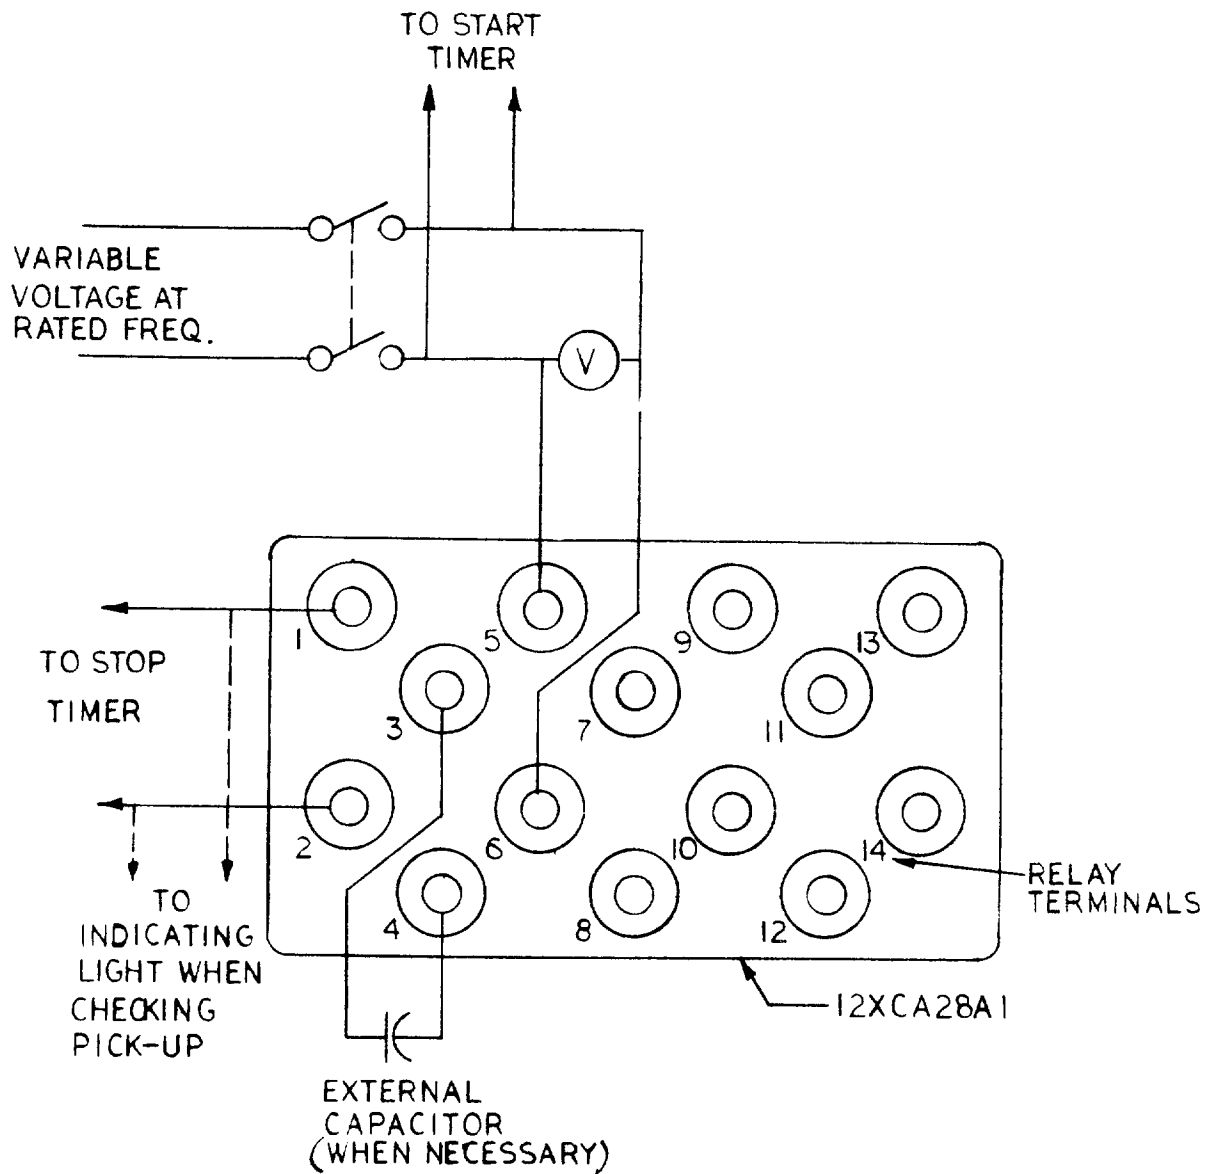 TO START
TIMER
VARIABLE
VOLTAGE AT
RATED FREQ.
V
1
5
9
13
TO STOP
TIMER
3
7
11
2
6
10
14
RELAY
TERMINALS
4
8
12
TO
INDICATING
LIGHT WHEN
CHECKING
PICK-UP
12XCA28A1
EXTERNAL
CAPACITOR
(WHEN NECESSARY)